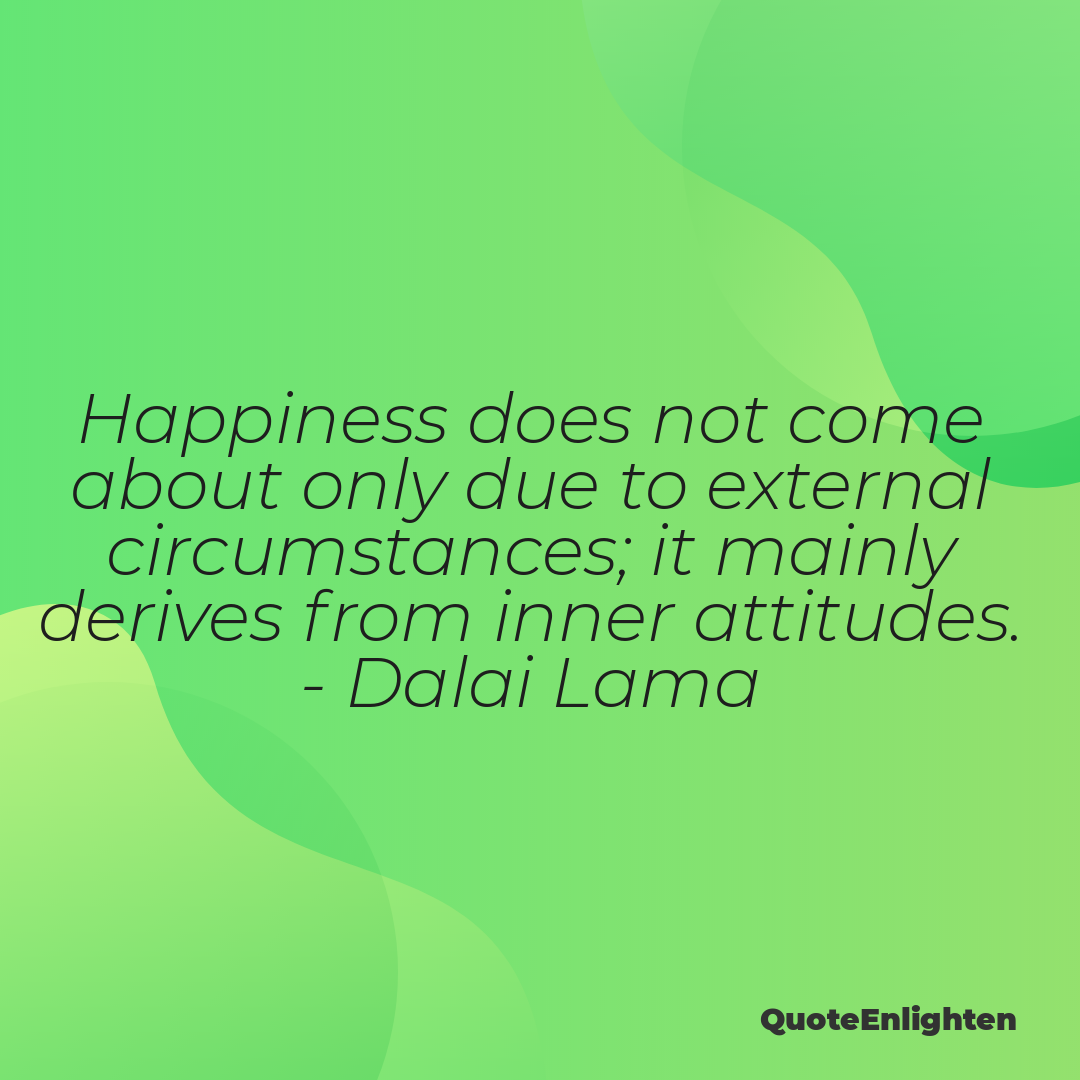 Happiness does not come
about only due to external
circumstances; it mainly
derives from inner attitudes.
- Dalai Lama
QuoteEnlighten